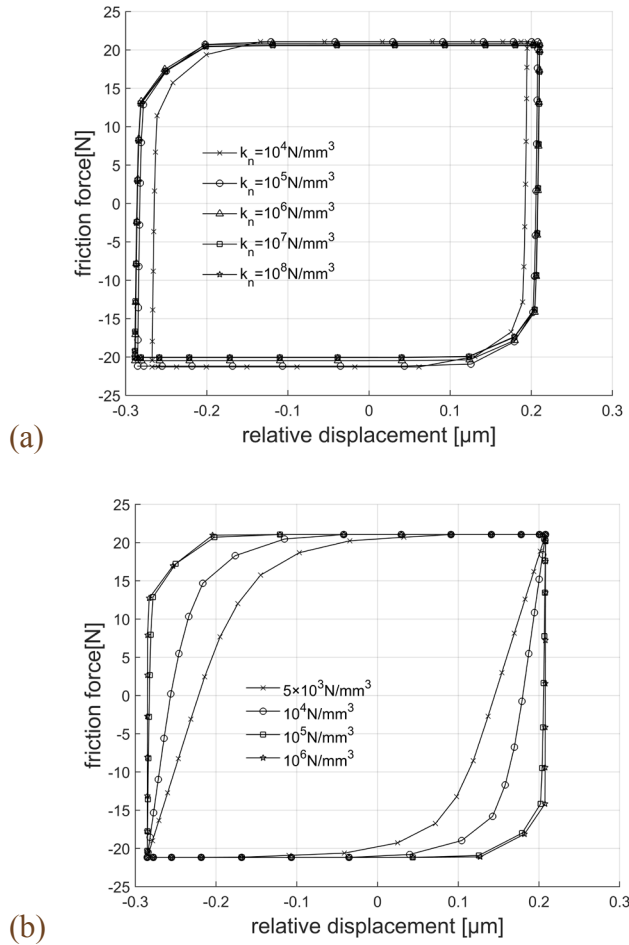 25
20
15
10
5
0
-5
-10
-15
-20
-25
friction force[N]
kn=10⁴N/mm³
kn=10⁵N/mm³
kn=10⁶N/mm³
kn=10⁷N/mm³
kn=10⁸N/mm³
-0.3 -0.2 -0.1 0 0.1 0.2 0.3
relative displacement [µm]
(a)
25
20
15
10
5
0
-5
-10
-15
-20
-25
friction force[N]
5×10³N/mm³
10⁴N/mm³
10⁵N/mm³
10⁶N/mm³
-0.3 -0.2 -0.1 0 0.1 0.2 0.3
relative displacement [µm]
(b)